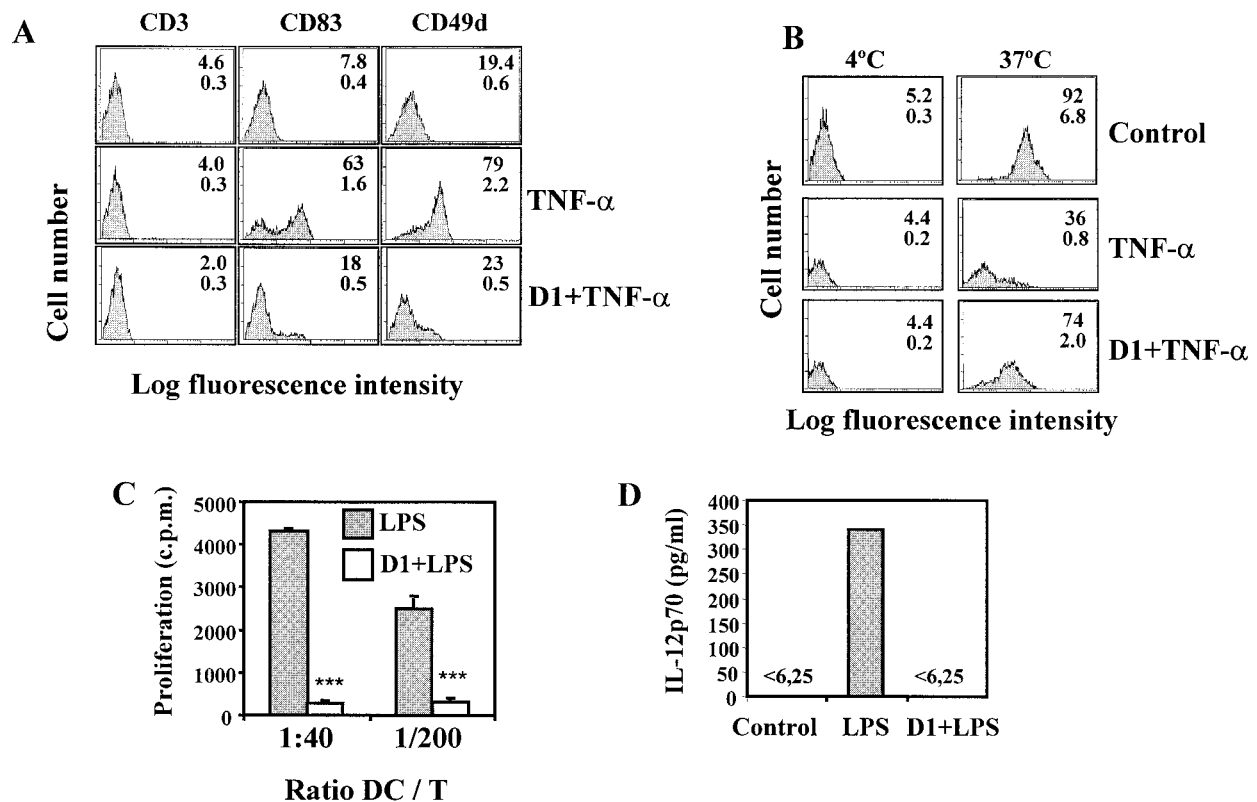 A
CD3 CD83 CD49d
4.6 7.8 19.4
0.3 0.4 0.6
4.0 63 79
0.3 1.6 2.2
TNF-α
2.0 18 23
0.3 0.5 0.5
D1+TNF-α
Cell number
Log fluorescence intensity
B
4ºC 37ºC
5.2 92
0.3 6.8
Control
4.4 36
0.2 0.8
TNF-α
4.4 74
0.2 2.0
D1+TNF-α
Cell number
Log fluorescence intensity
C
Proliferation (c.p.m.)
5000
4000
3000
2000
1000
0
LPS
D1+LPS
*** ***
1:40 1/200
Ratio DC / T
D
IL-12p70 (pg/ml)
400
350
300
250
200
150
100
50
0
<6,25 <6,25
Control LPS D1+LPS